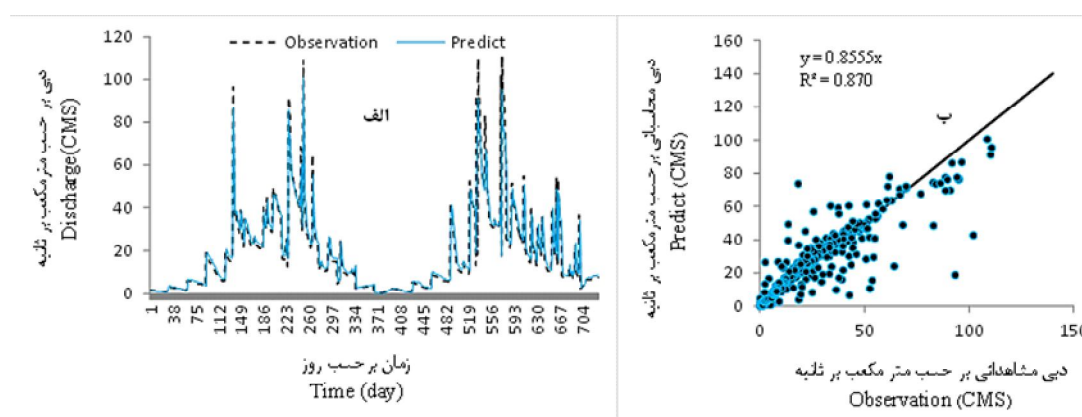 120
100
80
60
40
20
0
Observation Predict
الف
دبی بر حسب متر مکعب بر ثانیه
Discharge(CMS)
1 38 75 112 149 186 223 260 297 334 371 408 445 482 519 556 593 630 667 704
زمان بر حسب روز
Time (day)
160
140
120
100
80
60
40
20
0
y = 0.8555x
R² = 0.870
ب
دبی محاسباتی بر حسب متر مکعب بر ثانیه
Predict (CMS)
0 50 100 150
دبی مشاهداتی بر حسب متر مکعب بر ثانیه
Observation (CMS)